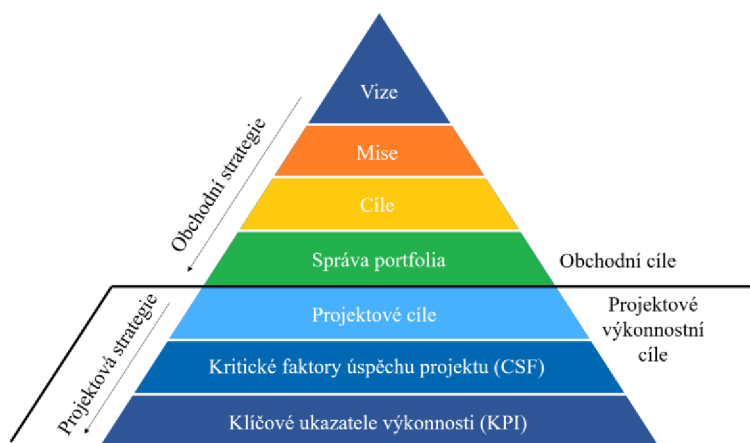 Vize
Mise
Cíle
Správa portfolia
Projektové cíle
Kritické faktory úspěchu projektu (CSF)
Klíčové ukazatele výkonnosti (KPI)
Obchodní strategie
Projektová strategie
Obchodní cíle
Projektové
výkonnostní
cíle